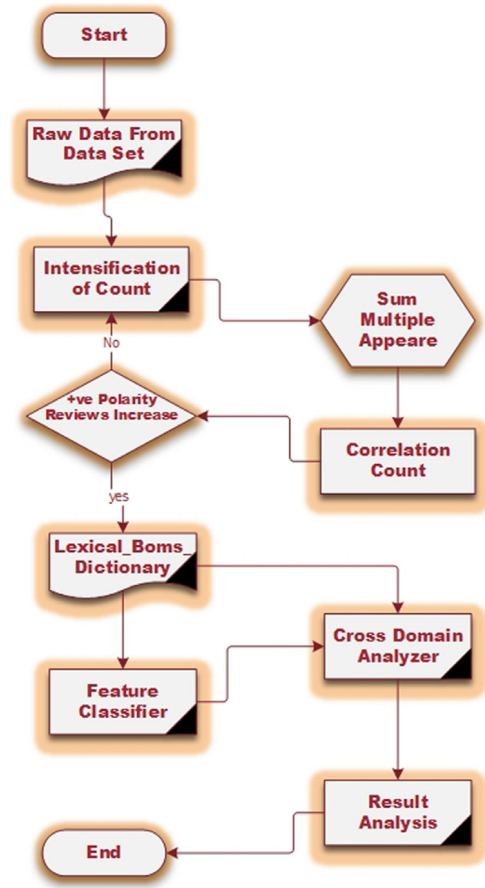 Start
Raw Data From
Data Set
Intensification
of Count
Sum
Multiple
Appeare
No
+ve Polarity
Reviews Increase
Correlation
Count
yes
Lexical_Boms_
Dictionary
Cross Domain
Analyzer
Feature
Classifier
Result
Analysis
End